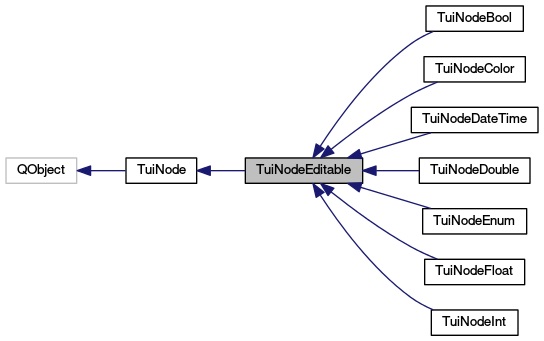 TuiNodeBool
TuiNodeColor
TuiNodeDateTime
QObject
TuiNode
TuiNodeEditable
TuiNodeDouble
TuiNodeEnum
TuiNodeFloat
TuiNodeInt